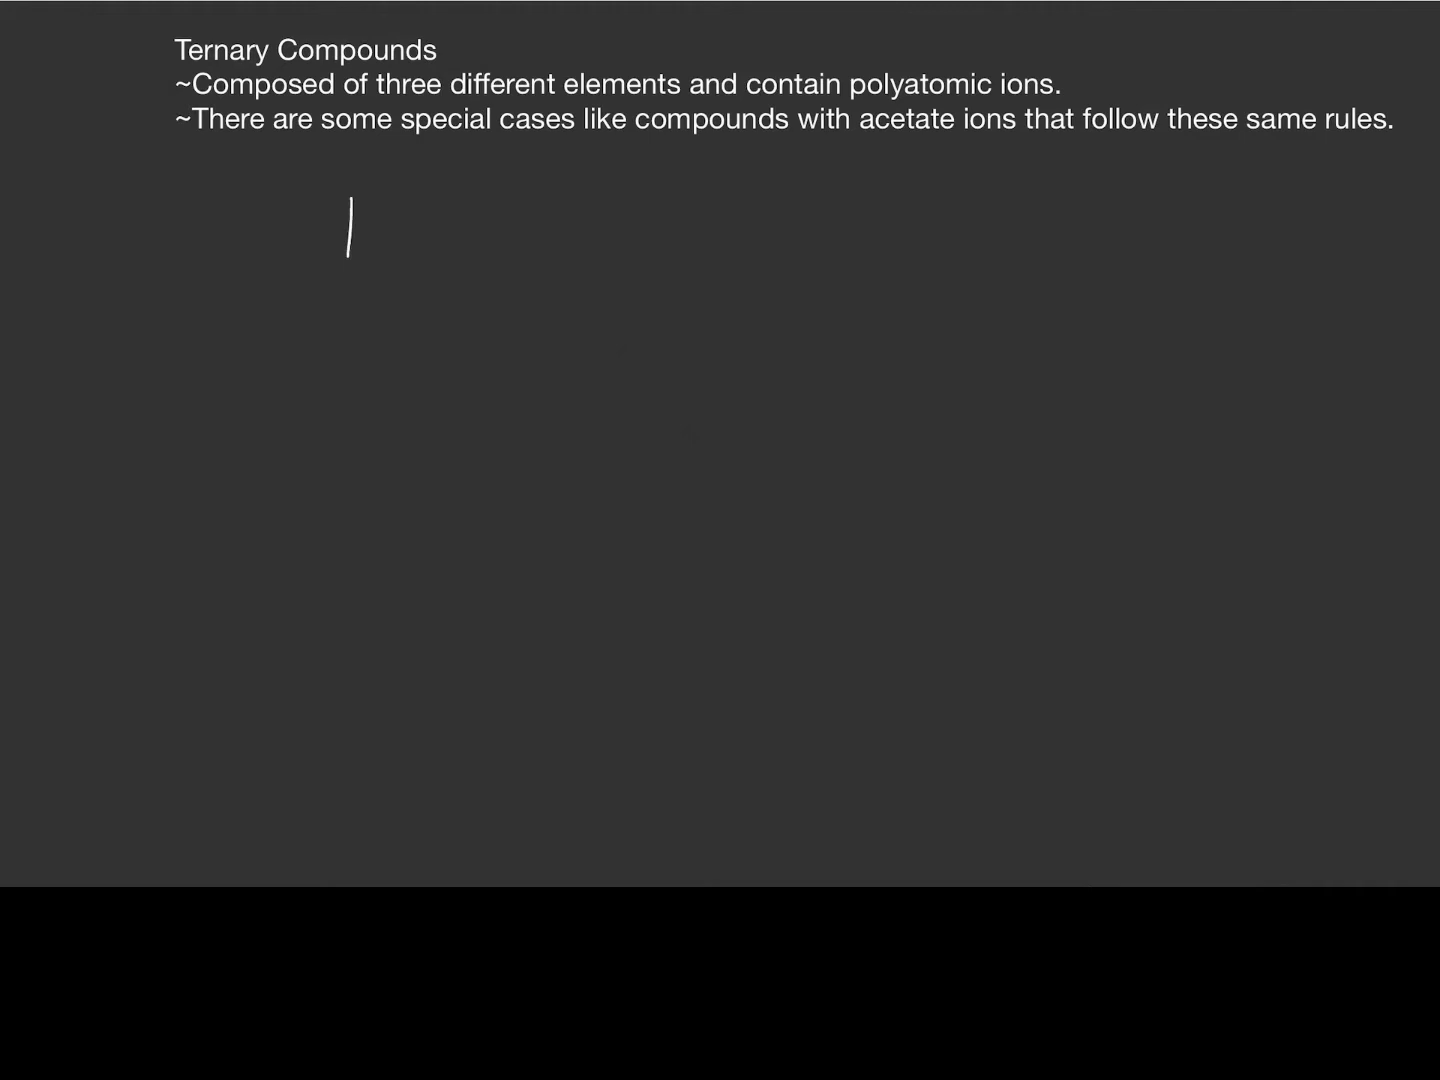 Ternary Compounds
~Composed of three different elements and contain polyatomic ions.
~There are some special cases like compounds with acetate ions that follow these same rules.